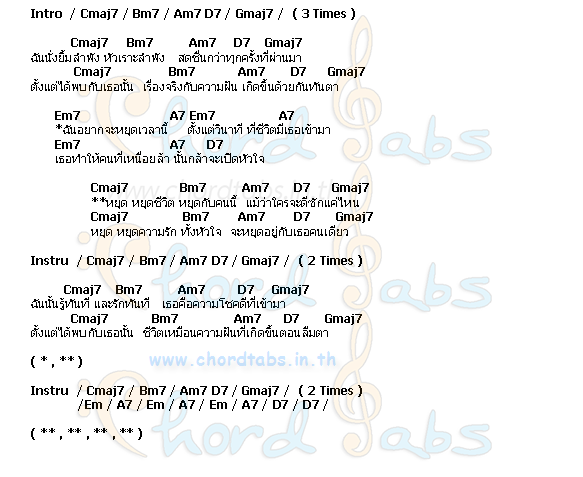 Intro / Cmaj7 / Bm7 / Am7 D7 / Gmaj7 / ( 3 Times )
Cmaj7 Bm7 Am7 D7 Gmaj7
ฉันนั่งยิ้มลำพัง หัวเราะลำพัง สดชื่นกว่าทุกครั้งที่ผ่านมา
Cmaj7 Bm7 Am7 D7 Gmaj7
ตั้งแต่ได้พบกับเธอนั้น เรื่องจริงกับความฝัน เกิดขึ้นด้วยกันทันตา
Em7 A7 Em7 A7
*ฉันอยากจะหยุดเวลานี้ ตั้งแต่วินาที ที่ชีวิตมีเธอเข้ามา
Em7 A7 D7
เธอทำให้คนที่เหนื่อยล้า นั้นกล้าจะเปิดหัวใจ
Cmaj7 Bm7 Am7 D7 Gmaj7
**หยุด หยุดชีวิต หยุดกับคนนี้ แม้ว่าใครจะดีซักแค่ไหน
Cmaj7 Bm7 Am7 D7 Gmaj7
หยุด หยุดความรัก ทั้งหัวใจ จะหยุดอยู่กับเธอคนเดียว
Instru / Cmaj7 / Bm7 / Am7 D7 / Gmaj7 / ( 2 Times )
Cmaj7 Bm7 Am7 D7 Gmaj7
ฉันนั้นรู้ทันที และรักทันที เธอคือความโชคดีที่เข้ามา
Cmaj7 Bm7 Am7 D7 Gmaj7
ตั้งแต่ได้พบกับเธอนั้น ชีวิตเหมือนความฝันที่เกิดขึ้นตอนลืมตา
( * , ** )
www.chordtabs.in.th
Instru / Cmaj7 / Bm7 / Am7 D7 / Gmaj7 / ( 2 Times )
/Em / A7 / Em / A7 / Em / A7 / D7 / D7 /
( ** , ** , ** , ** )